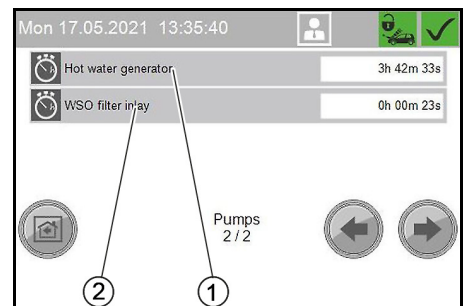 Mon 17.05.2021 13:35:40
Hot water generator 3h 42m 33s
WSO filter inlay 0h 00m 23s
Pumps
2 / 2
2 1